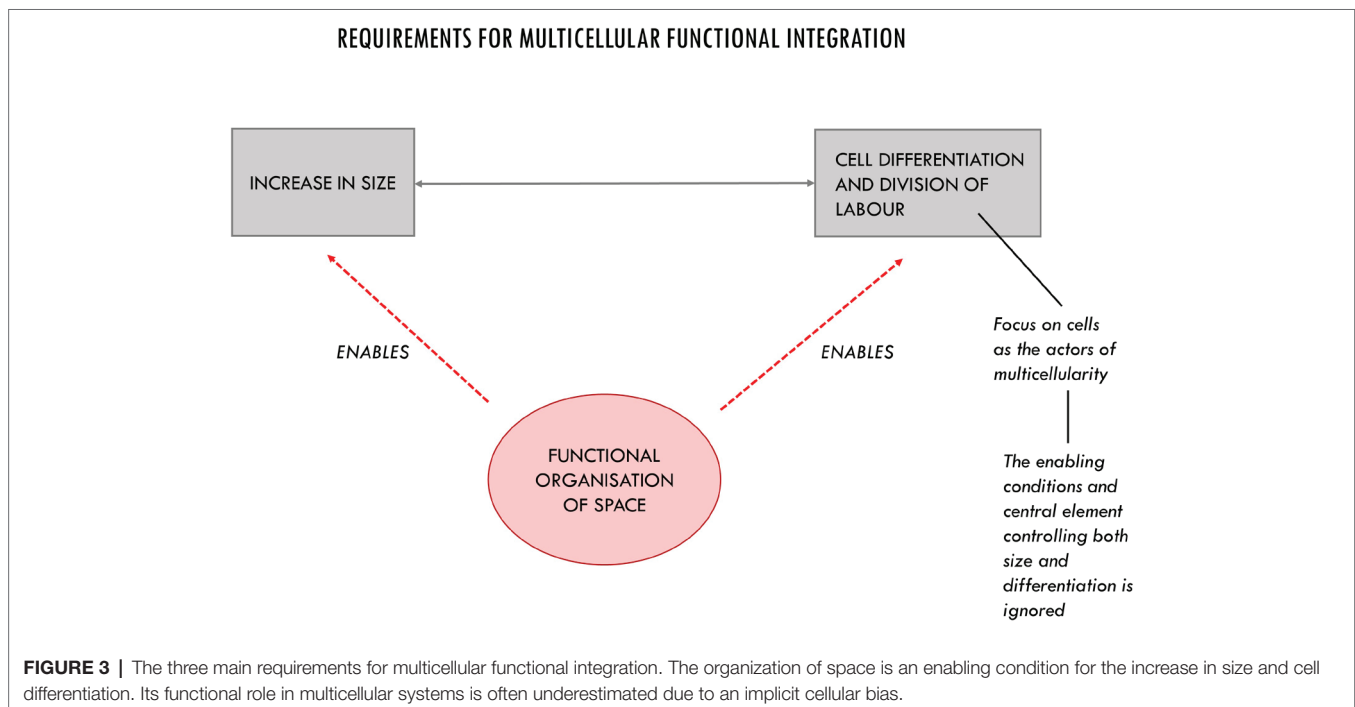 REQUIREMENTS FOR MULTICELLULAR FUNCTIONAL INTEGRATION
INCREASE IN SIZE
CELL DIFFERENTIATION
AND DIVISION OF
LABOUR
ENABLES
ENABLES
Focus on cells
as the actors of
multicellularity
FUNCTIONAL
ORGANISATION
OF SPACE
The enabling
conditions and
central element
controlling both
size and
differentiation is
ignored
FIGURE 3 | The three main requirements for multicellular functional integration. The organization of space is an enabling condition for the increase in size and cell
differentiation. Its functional role in multicellular systems is often underestimated due to an implicit cellular bias.